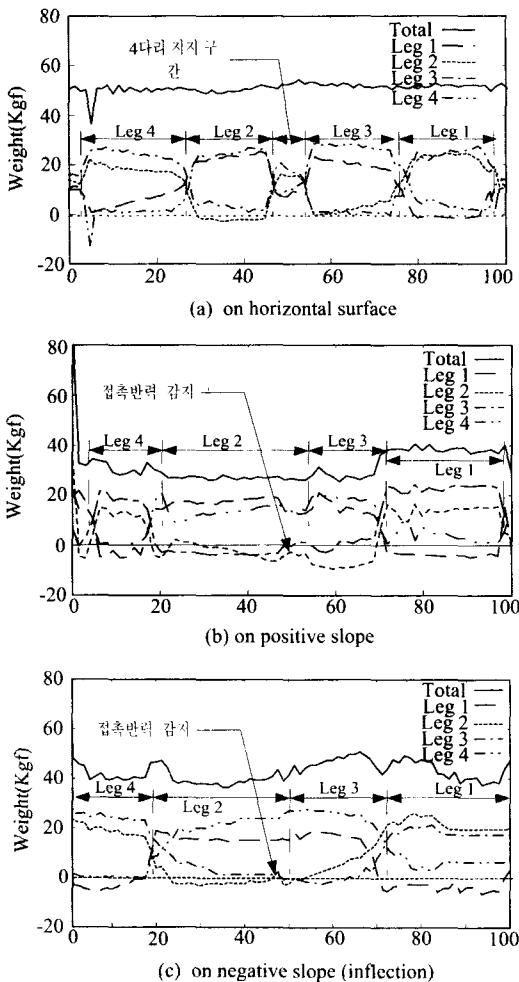 80
60
40
20
0
-20
Weight(Kgf)
4다리 지지 구
간
Total
Leg 1
Leg 2
Leg 3
Leg 4
Leg 4
Leg 2
Leg 3
Leg 1
0 20 40 60 80 100
(a) on horizontal surface
80
60
40
20
0
-20
Weight(Kgf)
접촉반력 감지
Total
Leg 1
Leg 2
Leg 3
Leg 4
Leg 4
Leg 2
Leg 3
Leg 1
0 20 40 60 80 100
(b) on positive slope
80
60
40
20
0
-20
Weight(Kgf)
접촉반력 감지
Total
Leg 1
Leg 2
Leg 3
Leg 4
Leg 4
Leg 2
Leg 3
Leg 1
0 20 40 60 80 100
(c) on negative slope (inflection)